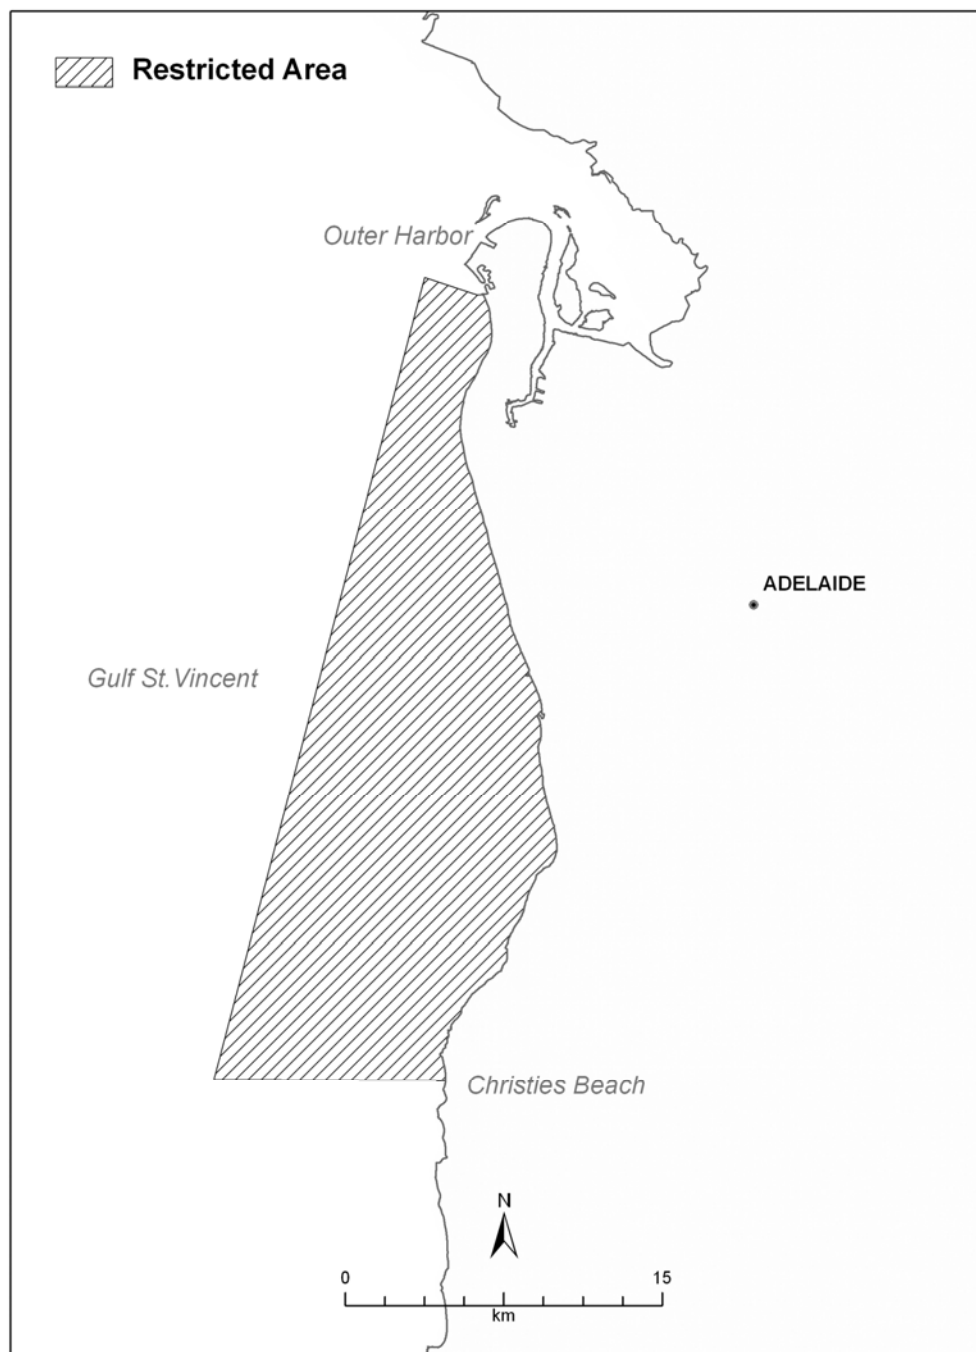 Restricted Area
Outer Harbor
ADELAIDE
Gulf St. Vincent
Christies Beach
N
0 15
km